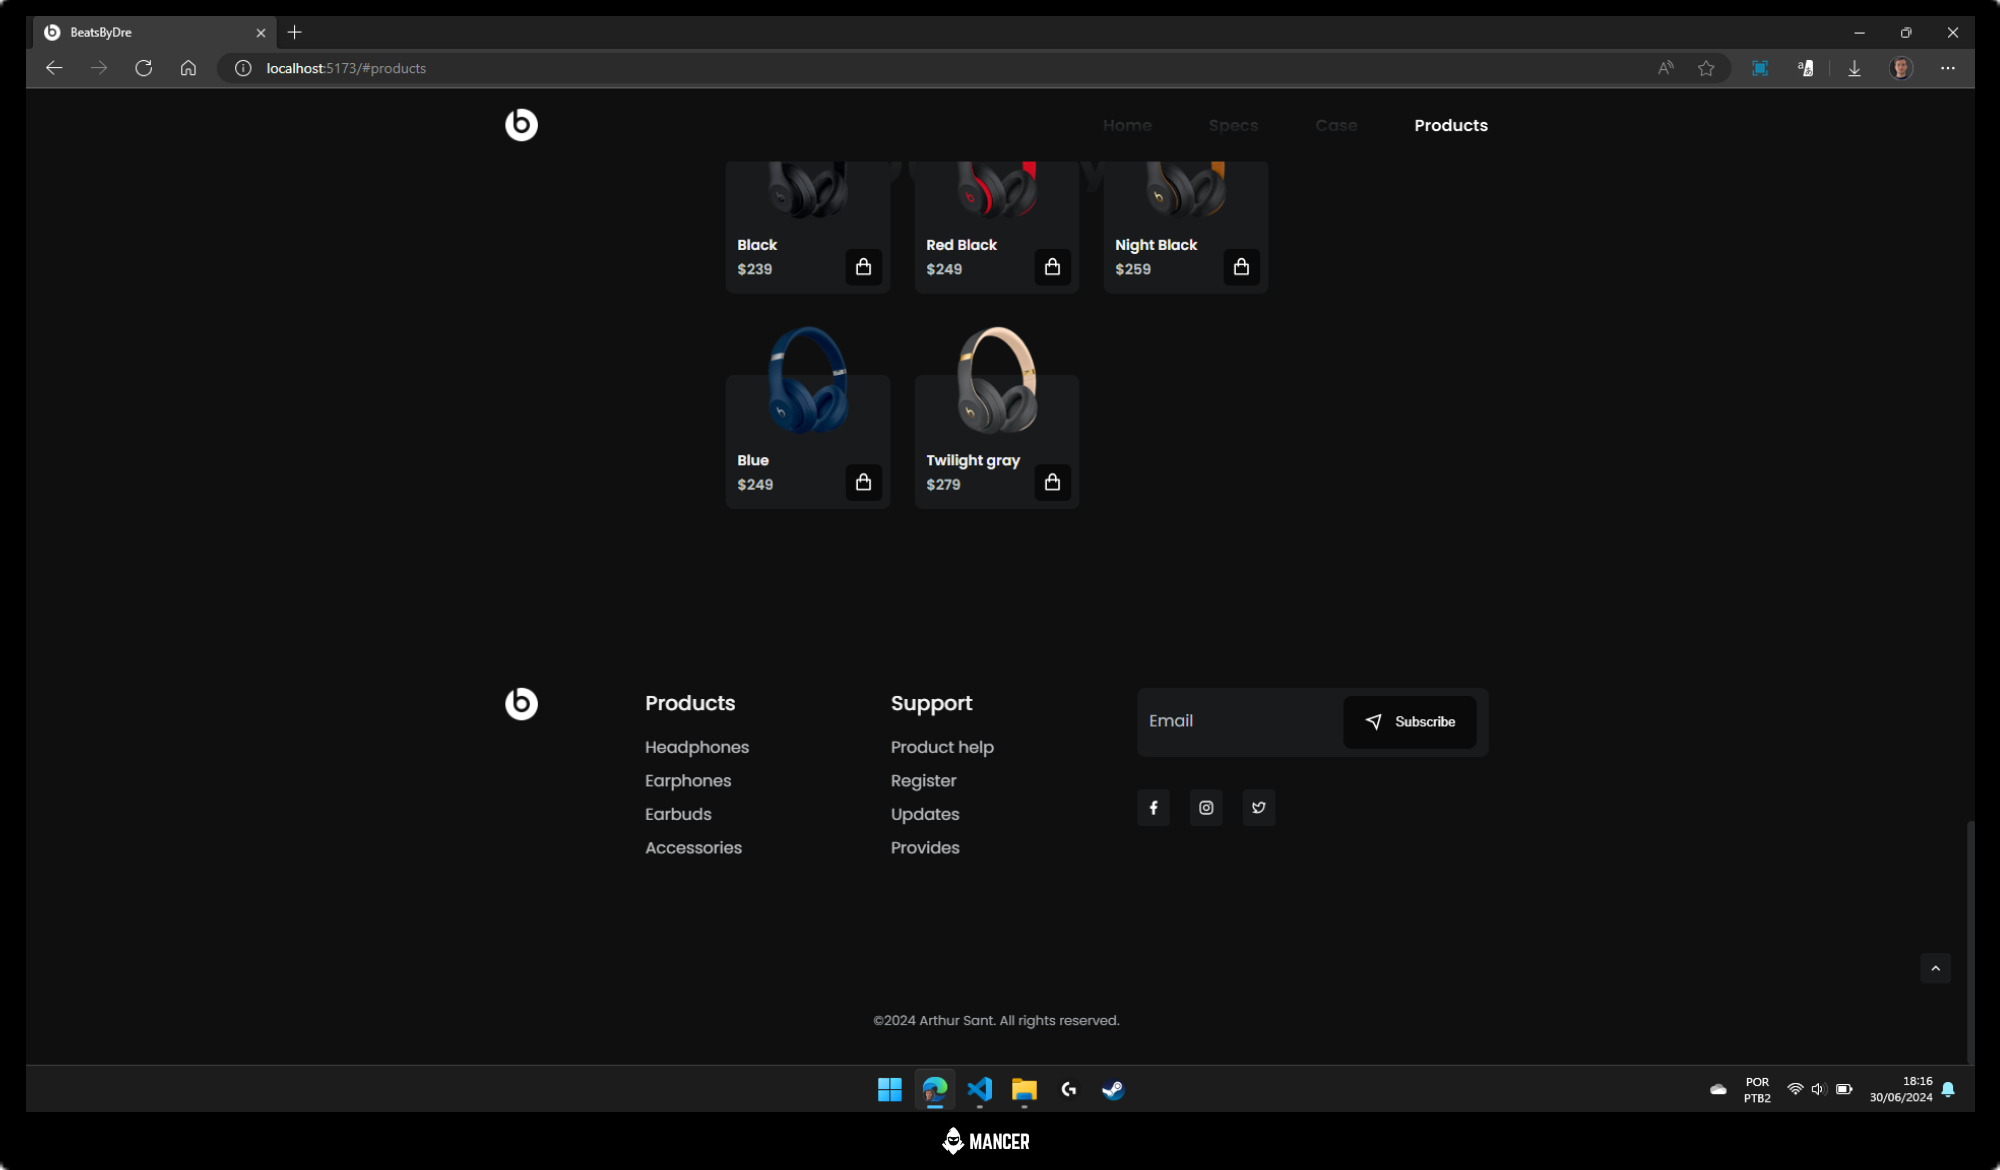 BeatsByDre
localhost:5173/#products
Home Specs Case Products
Black
$239
Red Black
$249
Night Black
$259
Blue
$249
Twilight gray
$279
Products
Headphones
Earphones
Earbuds
Accessories
Support
Product help
Register
Updates
Provides
Email
Subscribe
©2024 Arthur Sant. All rights reserved.
POR
PTB2
18:16
30/06/2024
MANCER